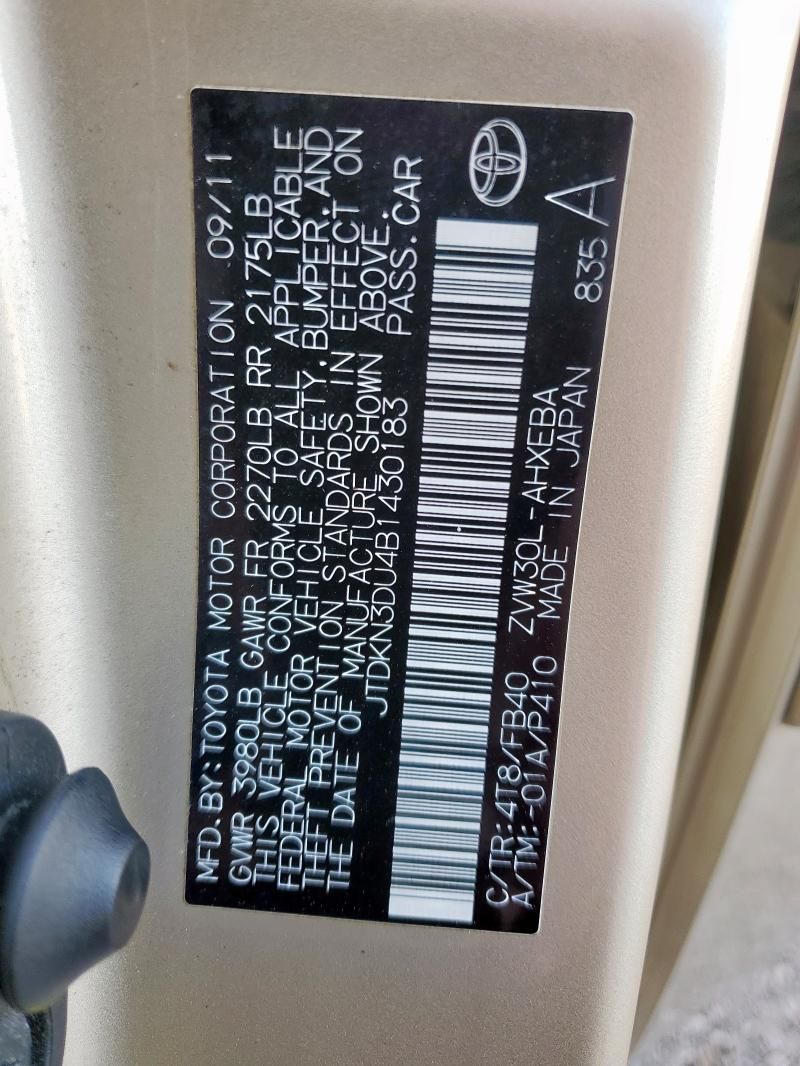 MFD.BY:TOYOTA MOTOR CORPORATION 09/11
GVWR 3980LB GAWR FR 2270LB RR 2175LB
THIS VEHICLE CONFORMS TO ALL APPLICABLE
FEDERAL MOTOR VEHICLE SAFETY,BUMPER,AND
THEFT PREVENTION STANDARDS IN EFFECT ON
THE DATE OF MANUFACTURE SHOWN ABOVE.
JTDKN3DU4B1430183 PASS.CAR
C/TR:4T8/FB40 ZVW30L-AHXEBA 835 A
A/TM:-01A/P410 MADE IN JAPAN